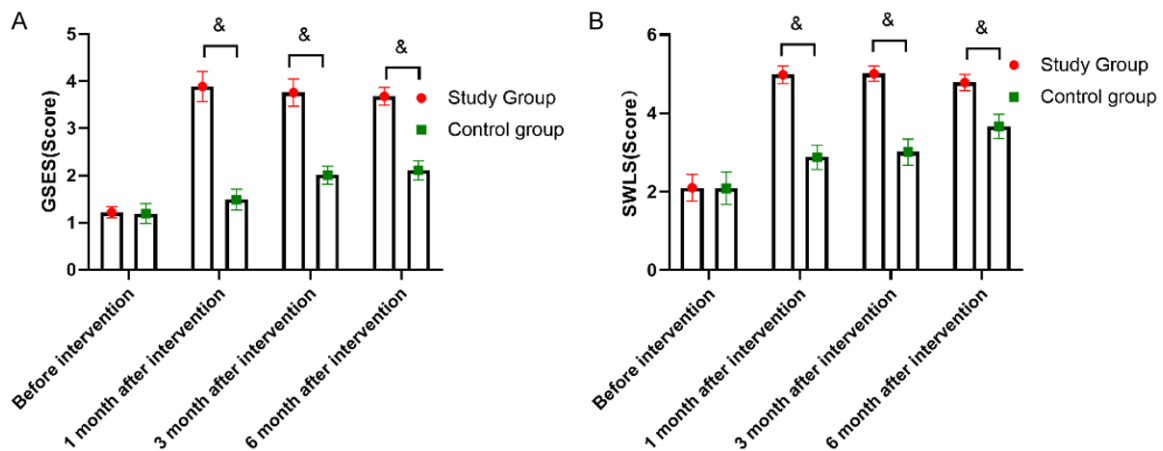 A
GSES(Score)
5
4
3
2
1
0
&
&
&
Study Group
Control group
Before intervention
1 month after intervention
3 month after intervention
6 month after intervention
B
SWLS(Score)
6
4
2
0
&
&
&
Study Group
Control group
Before intervention
1 month after intervention
3 month after intervention
6 month after intervention